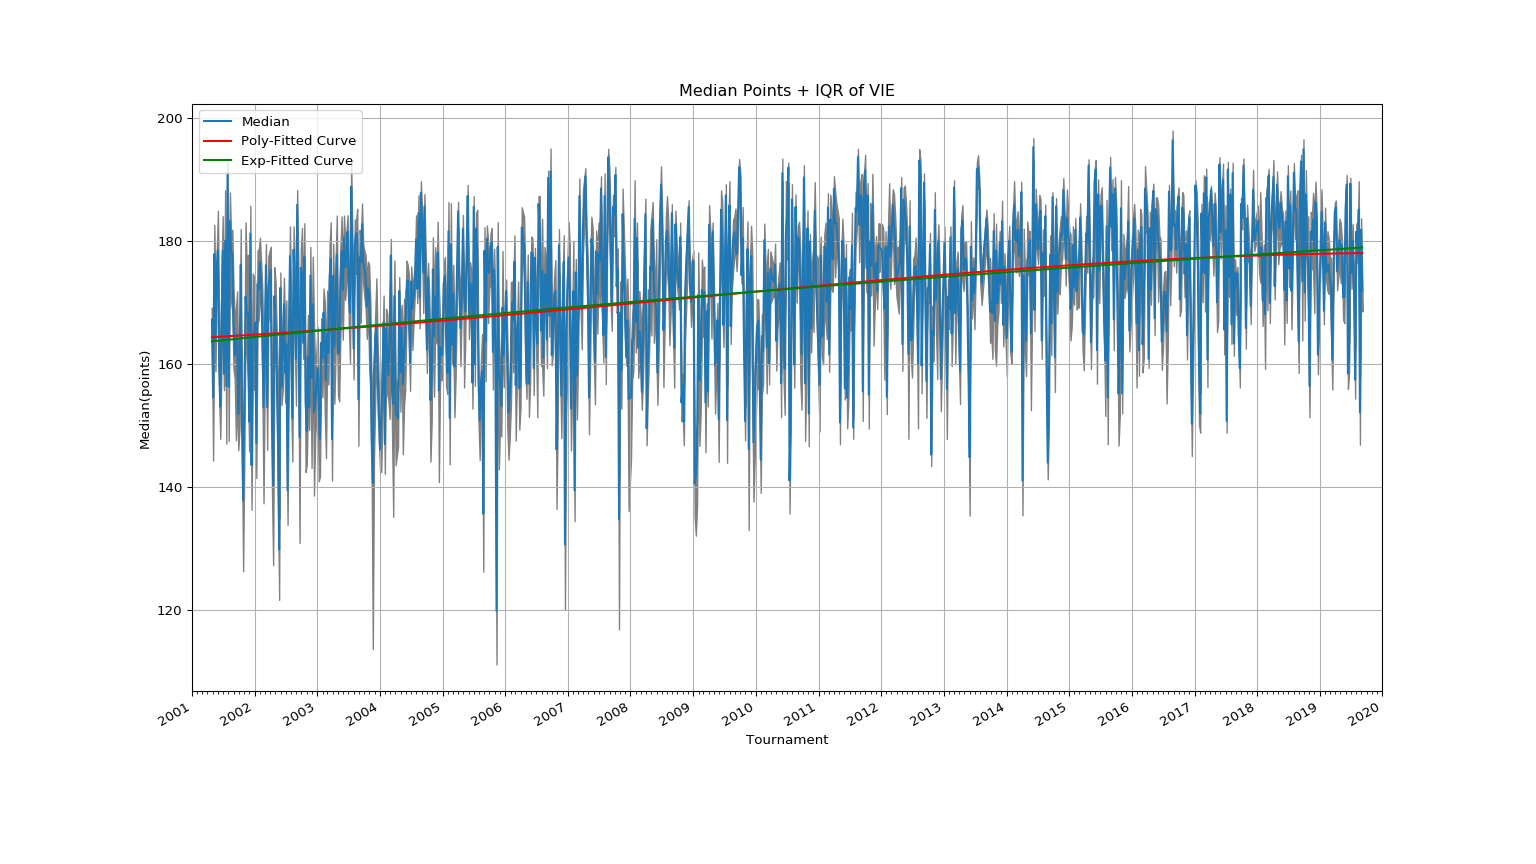 Median Points + IQR of VIE
Median
Poly-Fitted Curve
Exp-Fitted Curve
200
180
160
140
120
Median(points)
2001 2002 2003 2004 2005 2006 2007 2008 2009 2010 2011 2012 2013 2014 2015 2016 2017 2018 2019 2020
Tournament